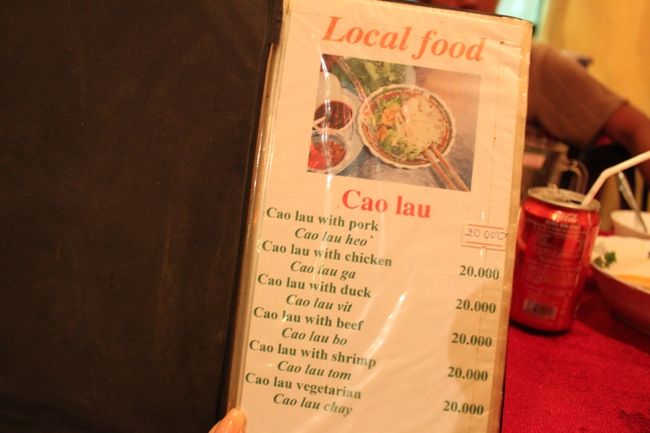 Local food
Cao lau
Cao lau with pork 20 000
Cao lau heo
Cao lau with chicken 20.000
Cao lau ga
Cao lau with duck 20.000
Cao lau vit
Cao lau with beef 20.000
Cao lau bo
Cao lau with shrimp 20.000
Cao lau tom
Cao lau vegetarian 20.000
Cao lau chay